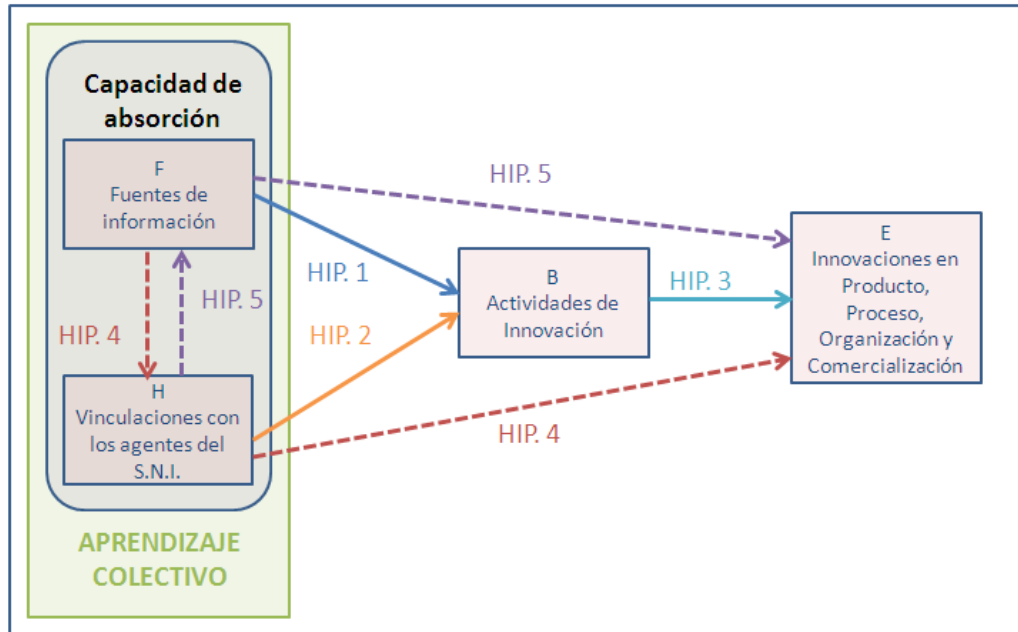 Capacidad de
absorción
F
Fuentes de
información
HIP. 5
HIP. 1
HIP. 5
HIP. 4
B
Actividades de
Innovación
HIP. 3
E
Innovaciones en
Producto,
Proceso,
Organización y
Comercialización
HIP. 2
H
Vinculaciones con
los agentes del
S.N.I.
HIP. 4
APRENDIZAJE
COLECTIVO